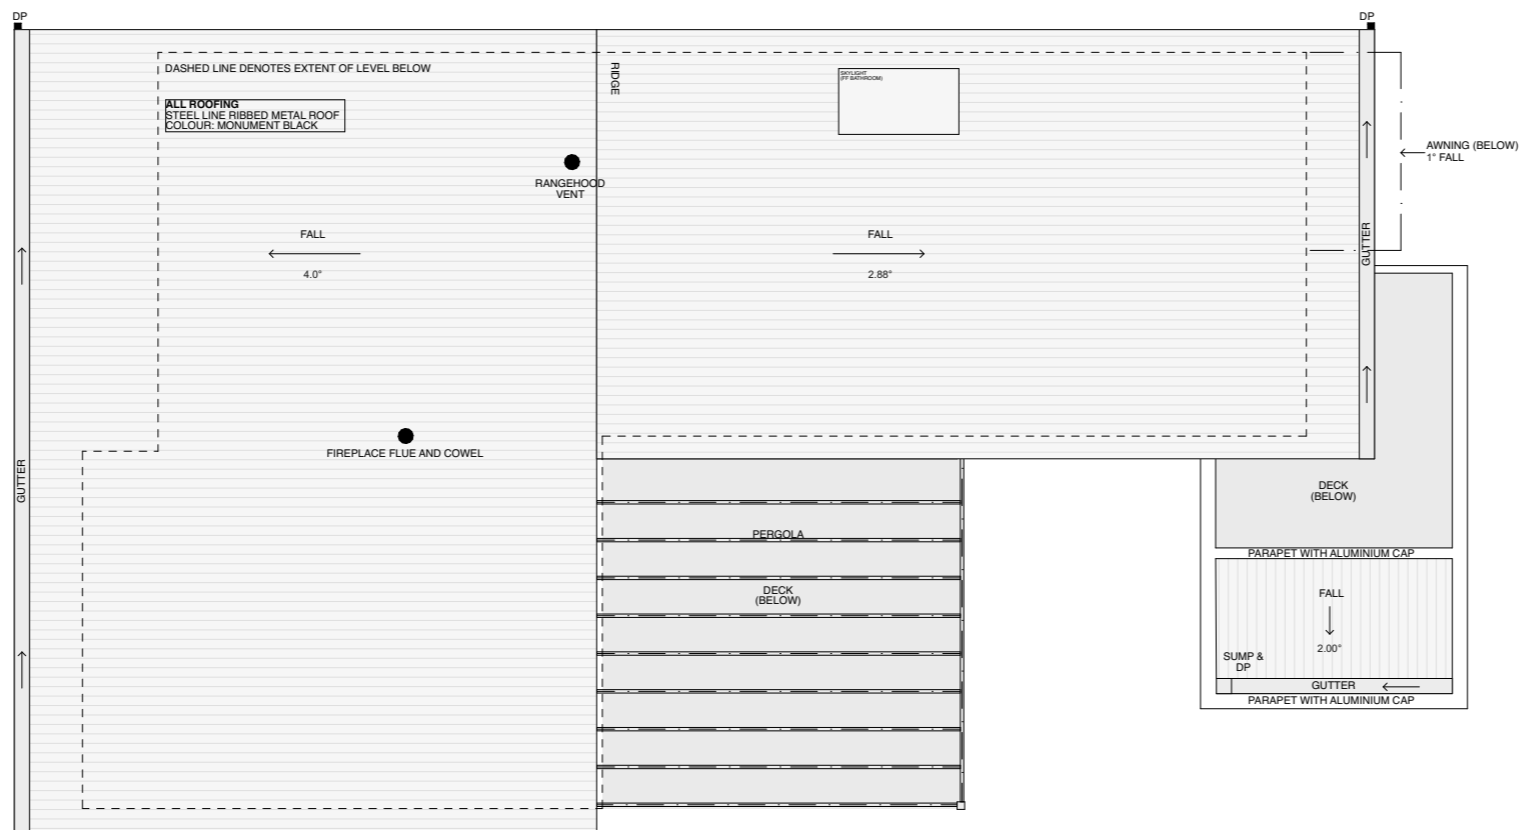 DP
DP
DASHED LINE DENOTES EXTENT OF LEVEL BELOW
RIDGE
SKYLIGHT
(FF BATHROOM)
ALL ROOFING
STEEL LINE RIBBED METAL ROOF
COLOUR: MONUMENT BLACK
AWNING (BELOW)
1° FALL
RANGEHOOD
VENT
FALL
4.0°
FALL
2.88°
GUTTER
FIREPLACE FLUE AND COWEL
GUTTER
DECK
(BELOW)
PERGOLA
DECK
(BELOW)
PARAPET WITH ALUMINIUM CAP
FALL
2.00°
SUMP &
DP
GUTTER
PARAPET WITH ALUMINIUM CAP